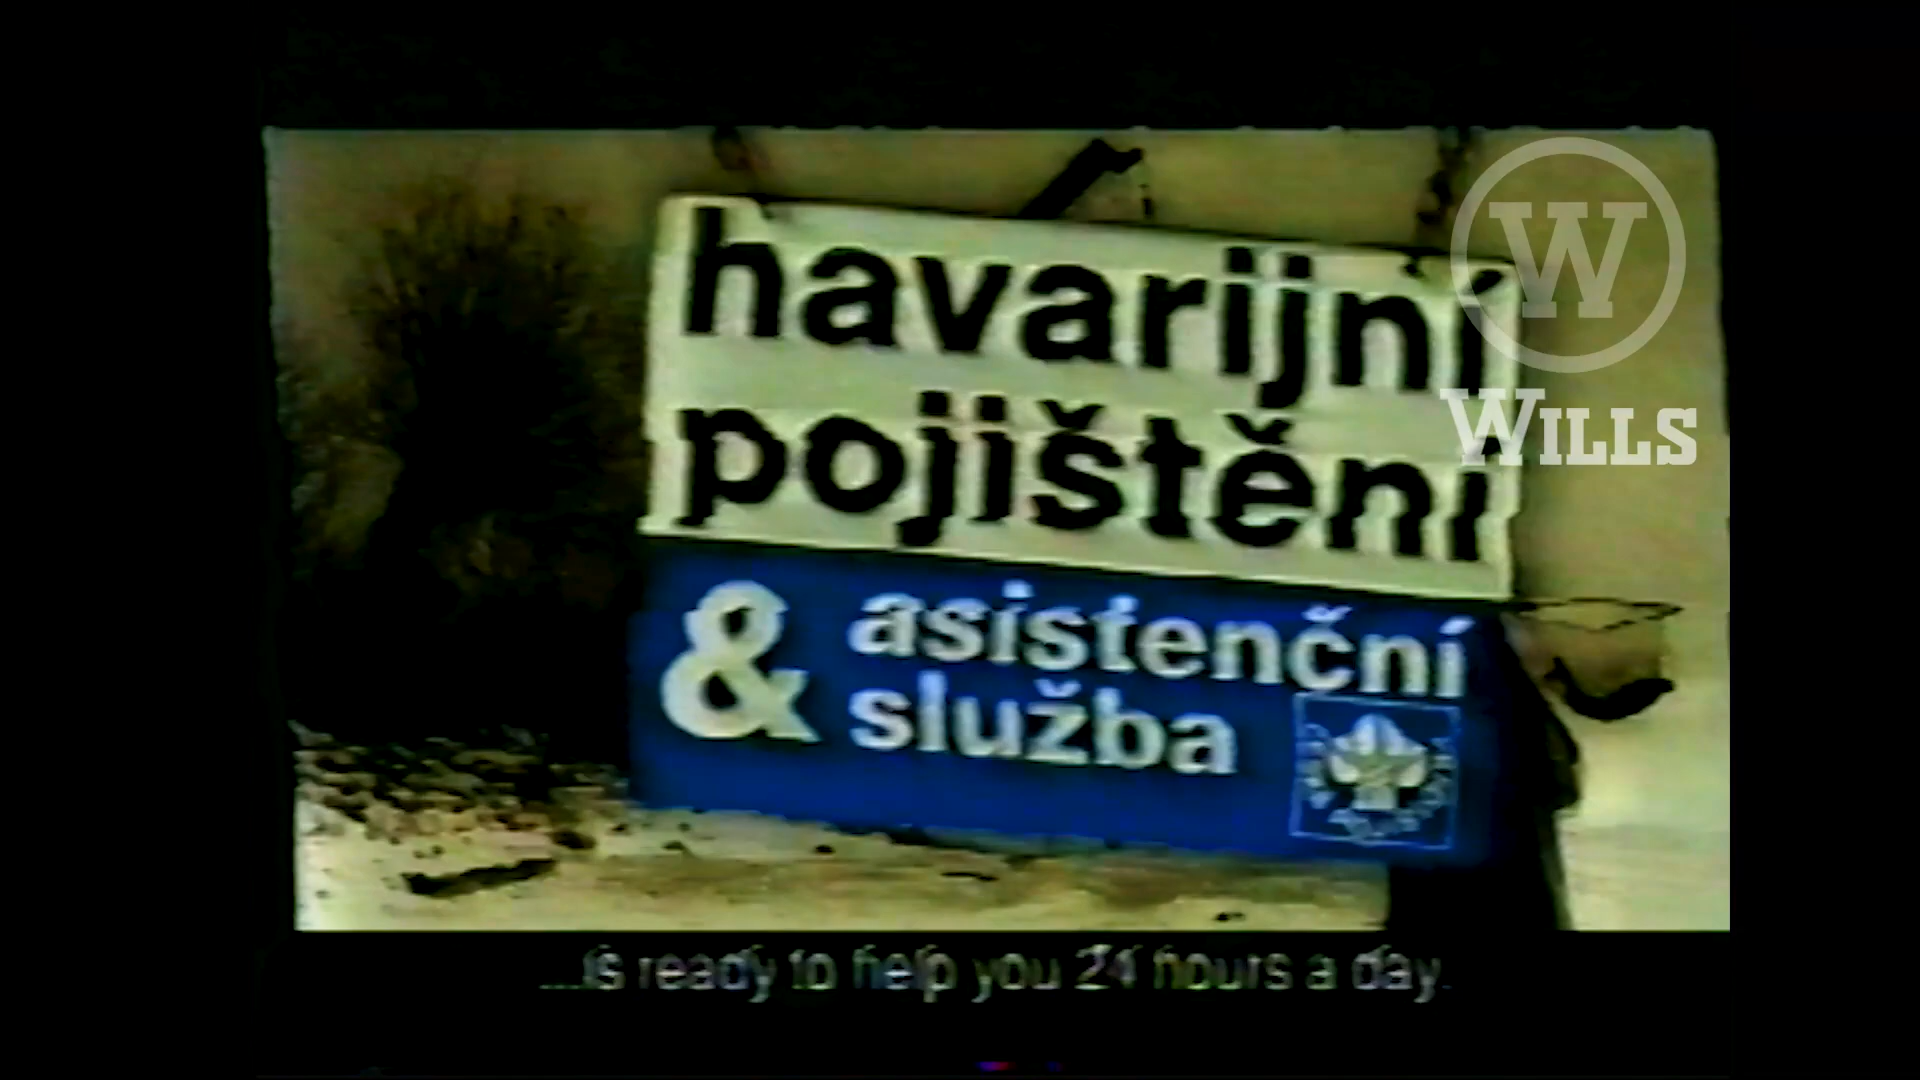 havarijní
pojištění
& asistenční
služba
W
WILLS
...is ready to help you 24 hours a day.